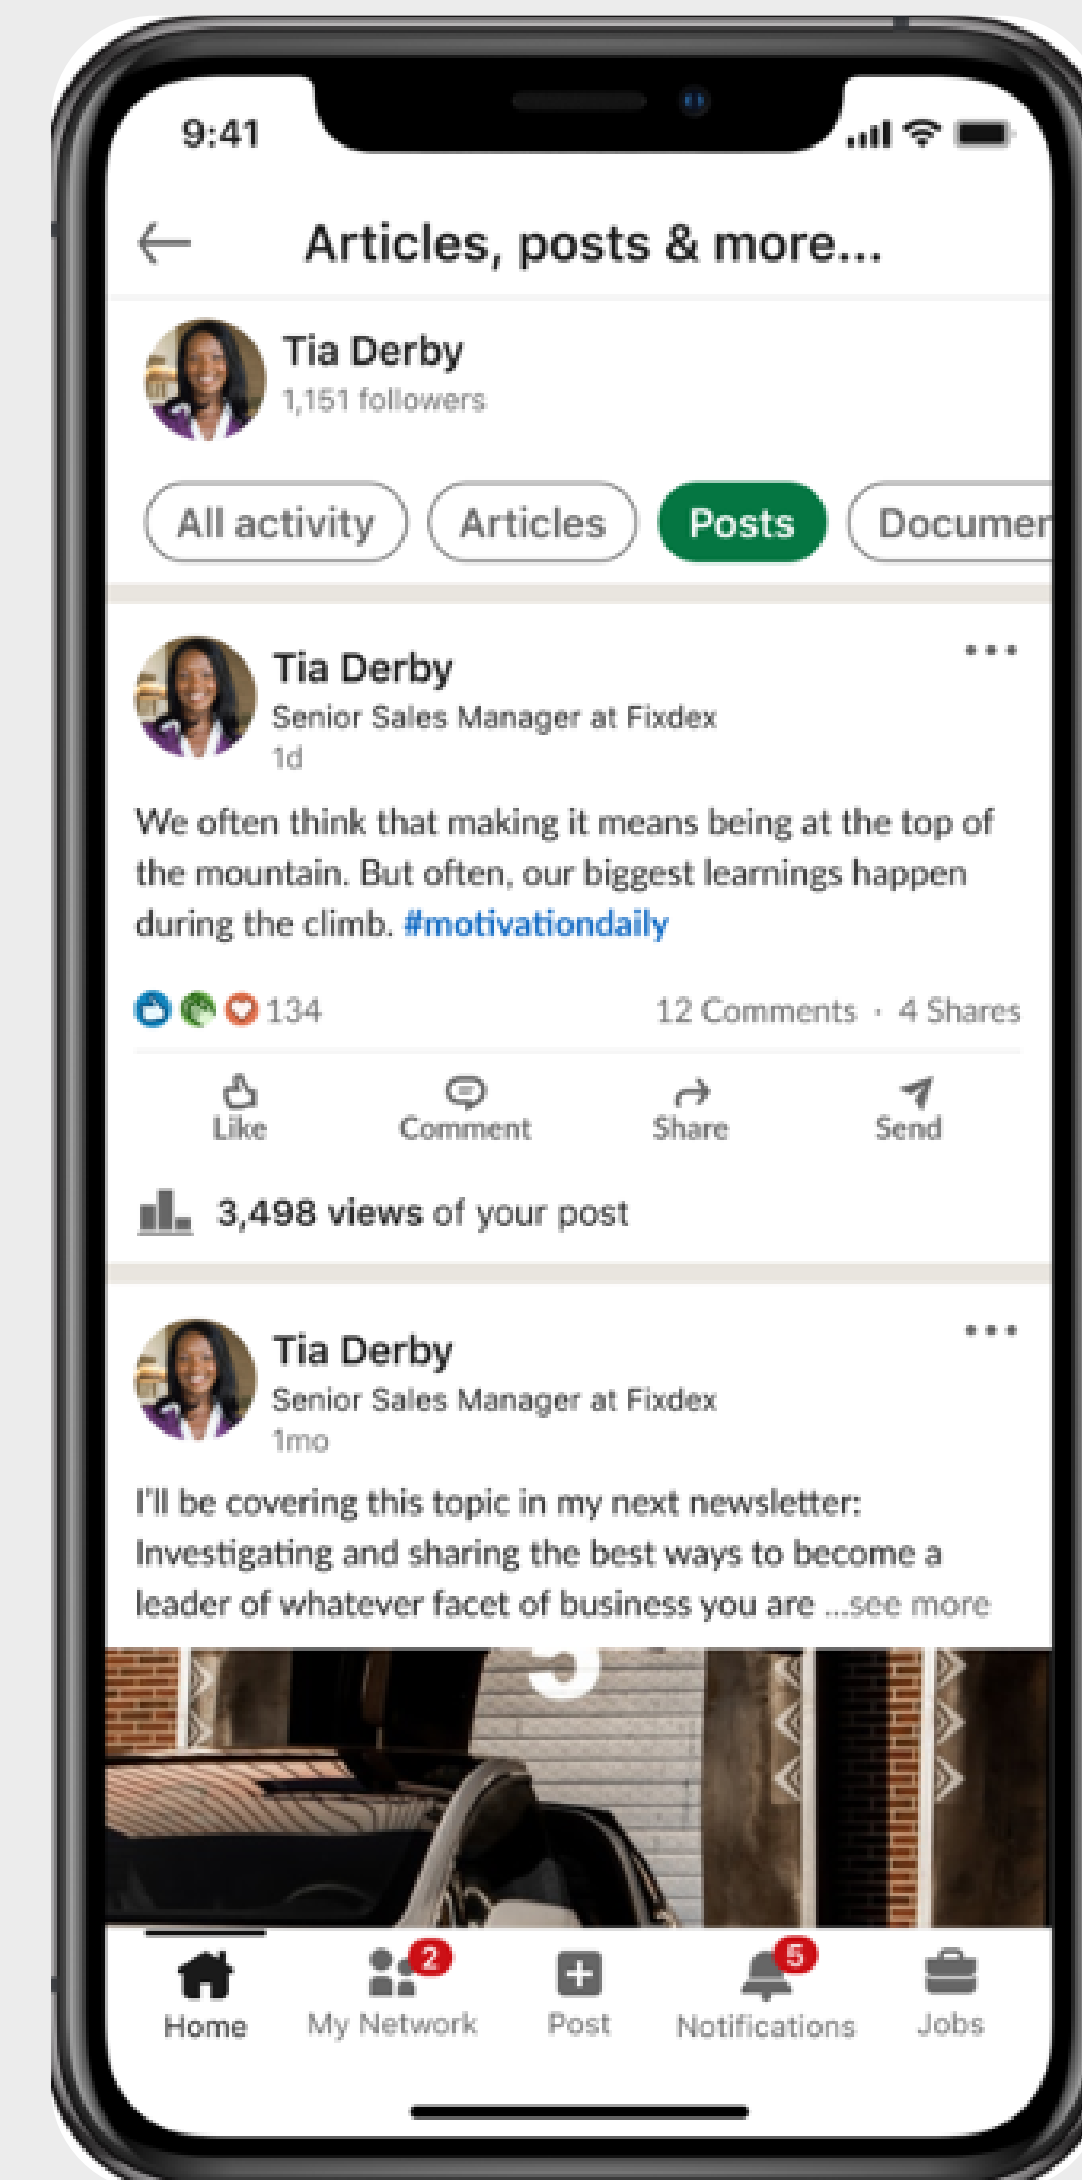 9:41
Articles, posts & more...
Tia Derby
1,151 followers
All activity
Articles
Posts
Documen
Tia Derby
Senior Sales Manager at Fixdex
1d
We often think that making it means being at the top of
the mountain. But often, our biggest learnings happen
during the climb. #motivationdaily
134
12 Comments · 4 Shares
Like
Comment
Share
Send
3,498 views of your post
Tia Derby
Senior Sales Manager at Fixdex
1mo
I'll be covering this topic in my next newsletter:
Investigating and sharing the best ways to become a
leader of whatever facet of business you are ...see more
5
2
5
Home
My Network
Post
Notifications
Jobs